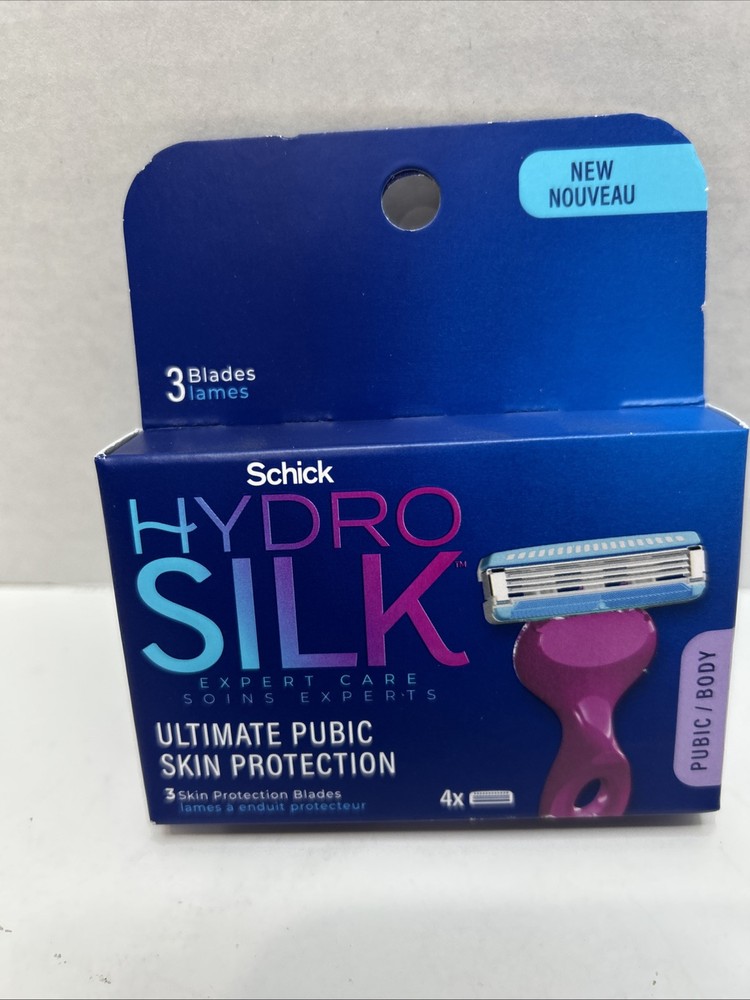 NEW
NOUVEAU
3 Blades
lames
Schick
HYDRO
SILK™
EXPERT CARE
SOINS EXPERTS
ULTIMATE PUBIC
SKIN PROTECTION
3 Skin Protection Blades
lames à enduit protecteur
4x
PUBIC / BODY